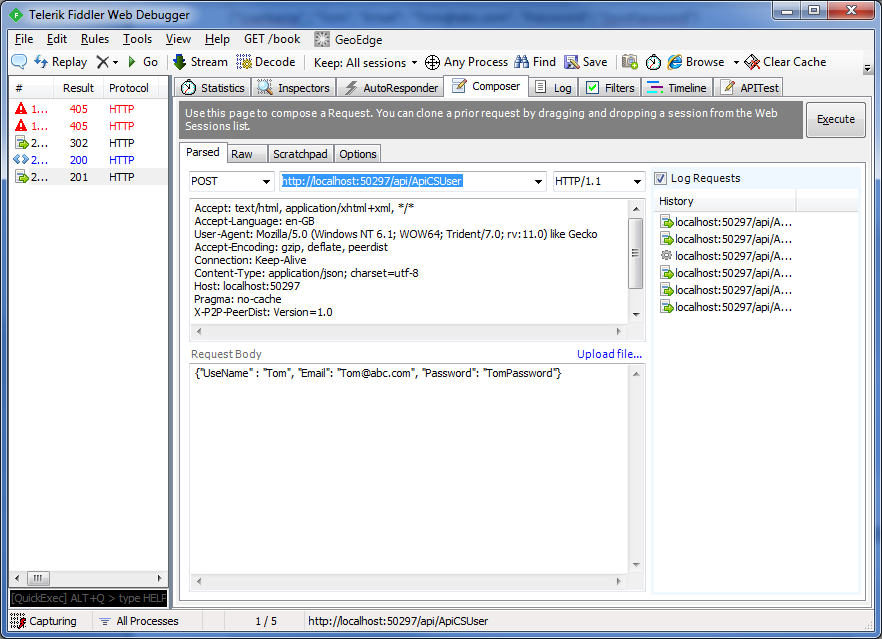 Telerik Fiddler Web Debugger
File Edit Rules Tools View Help GET /book GeoEdge
Replay Go Stream Decode Keep: All sessions Any Process Find Save Browse Clear Cache
# Result Protocol
Statistics Inspectors AutoResponder Composer Log Filters Timeline APITest
1... 405 HTTP
1... 405 HTTP
2... 302 HTTP
2... 200 HTTP
2... 201 HTTP
Use this page to compose a Request. You can clone a prior request by dragging and dropping a session from the Web
Sessions list.
Execute
Parsed Raw Scratchpad Options
POST http://localhost:50297/api/ApiCSUser HTTP/1.1
Accept: text/html, application/xhtml+xml, */*
Accept-Language: en-GB
User-Agent: Mozilla/5.0 (Windows NT 6.1; WOW64; Trident/7.0; rv:11.0) like Gecko
Accept-Encoding: gzip, deflate, peerdist
Connection: Keep-Alive
Content-Type: application/json; charset=utf-8
Host: localhost:50297
Pragma: no-cache
X-P2P-PeerDist: Version=1.0
Request Body Upload file...
{"UseName" : "Tom", "Email": "Tom@abc.com", "Password": "TomPassword"}
Log Requests
History
localhost:50297/api/A...
localhost:50297/api/A...
localhost:50297/api/A...
localhost:50297/api/A...
localhost:50297/api/A...
localhost:50297/api/A...
[QuickExec] ALT+Q > type HELP
Capturing All Processes 1 / 5 http://localhost:50297/api/ApiCSUser